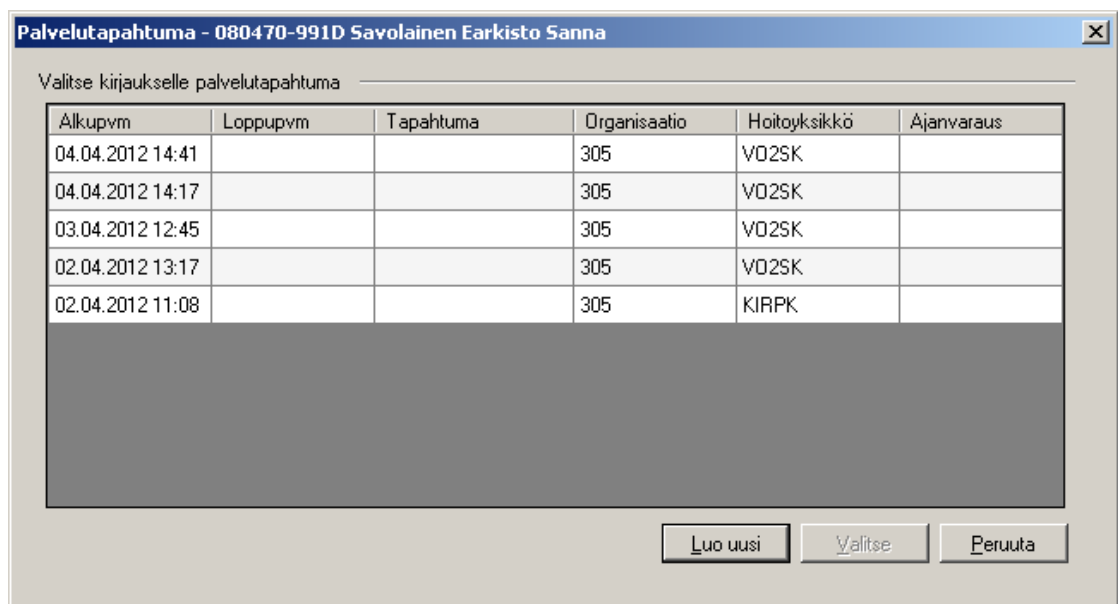 Palvelutapahtuma - 080470-991D Savolainen Earkisto Sanna
Valitse kirjaukselle palvelutapahtuma
Alkupvm Loppupvm Tapahtuma Organisaatio Hoitoyksikkö Ajanvaraus
04.04.2012 14:41 305 VO2SK
04.04.2012 14:17 305 VO2SK
03.04.2012 12:45 305 VO2SK
02.04.2012 13:17 305 VO2SK
02.04.2012 11:08 305 KIRPK
Luo uusi Valitse Peruuta